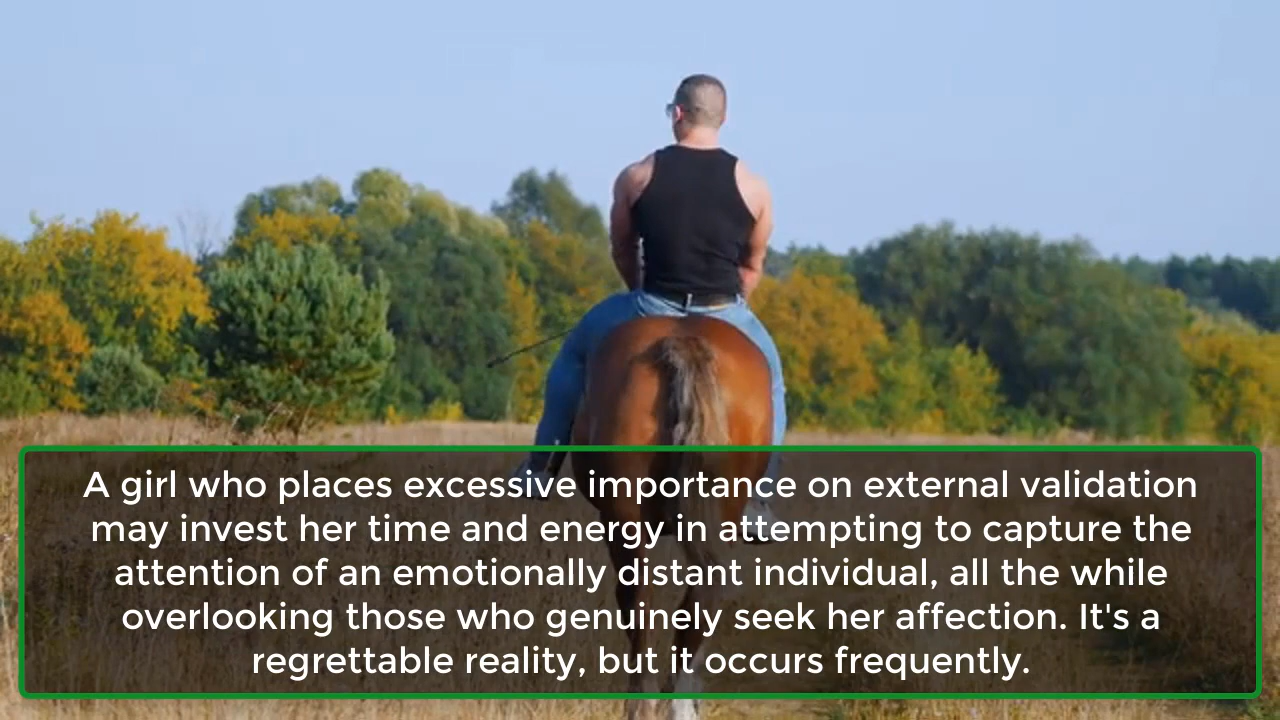 A girl who places excessive importance on external validation
may invest her time and energy in attempting to capture the
attention of an emotionally distant individual, all the while
overlooking those who genuinely seek her affection. It's a
regrettable reality, but it occurs frequently.